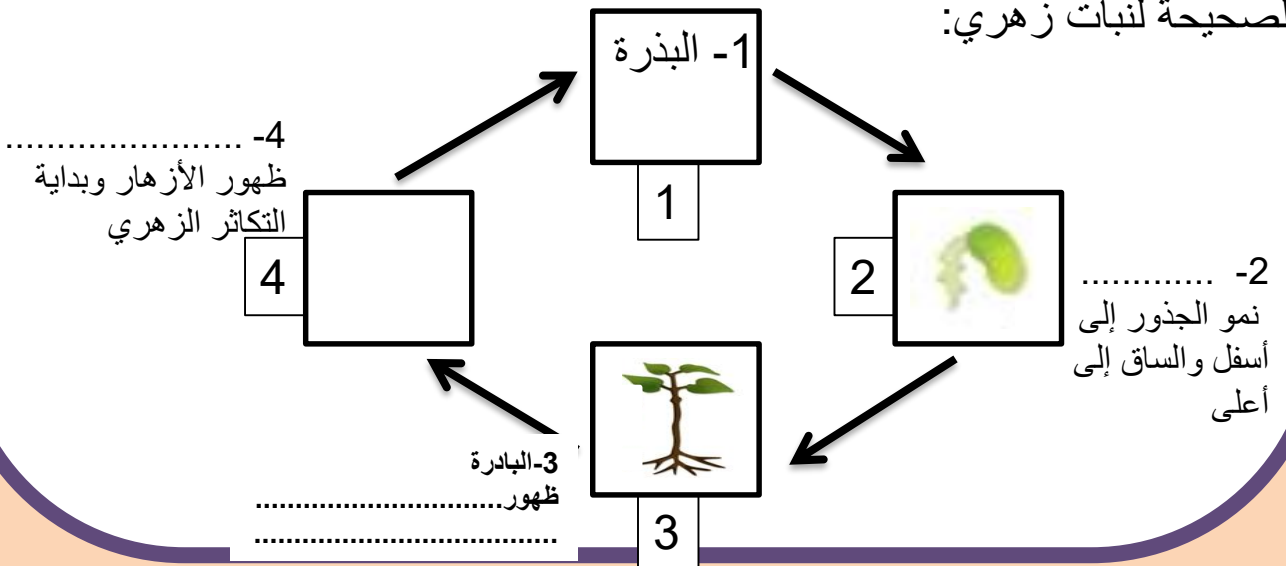 لصحيحة لنبات زهري:
1- البذرة
1
2- .............
نمو الجذور إلى
أسفل والساق إلى
أعلى
2
3-البادرة
ظهور...............................
......................................
3
4- ........................
ظهور الأزهار وبداية
التكاثر الزهري
4